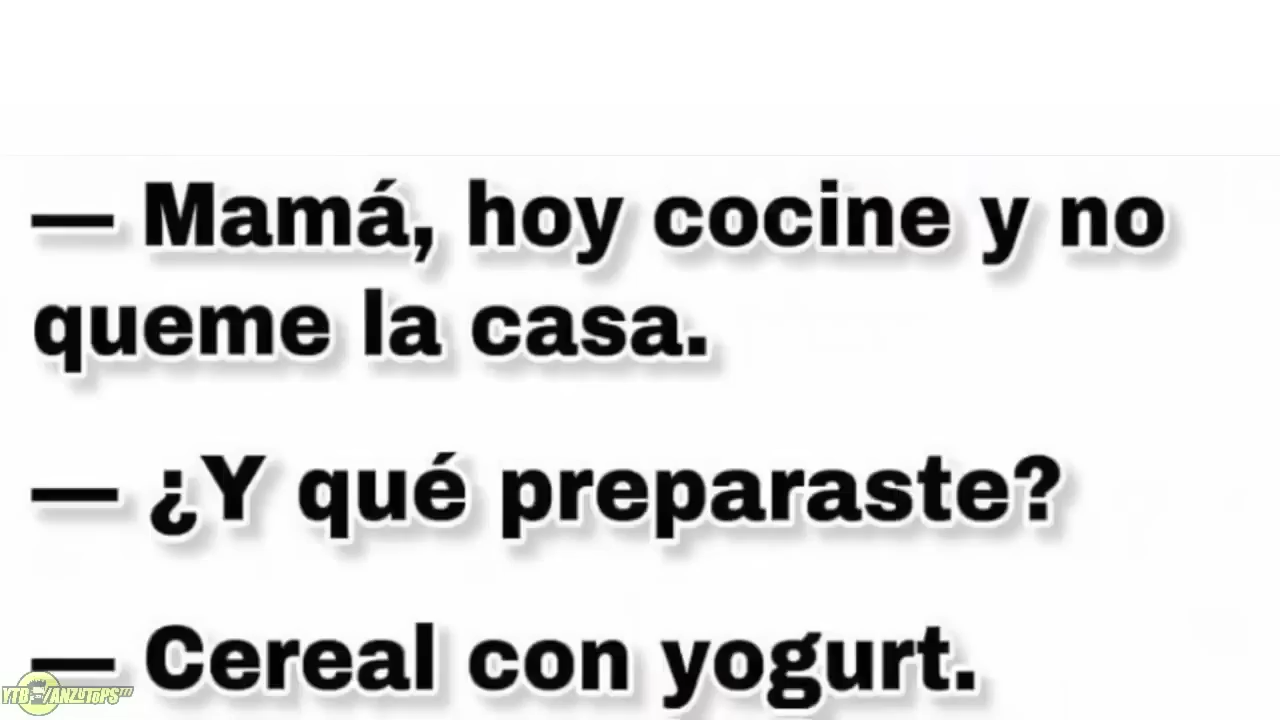 — Mamá, hoy cocine y no
queme la casa.
— ¿Y qué preparaste?
— Cereal con yogurt.